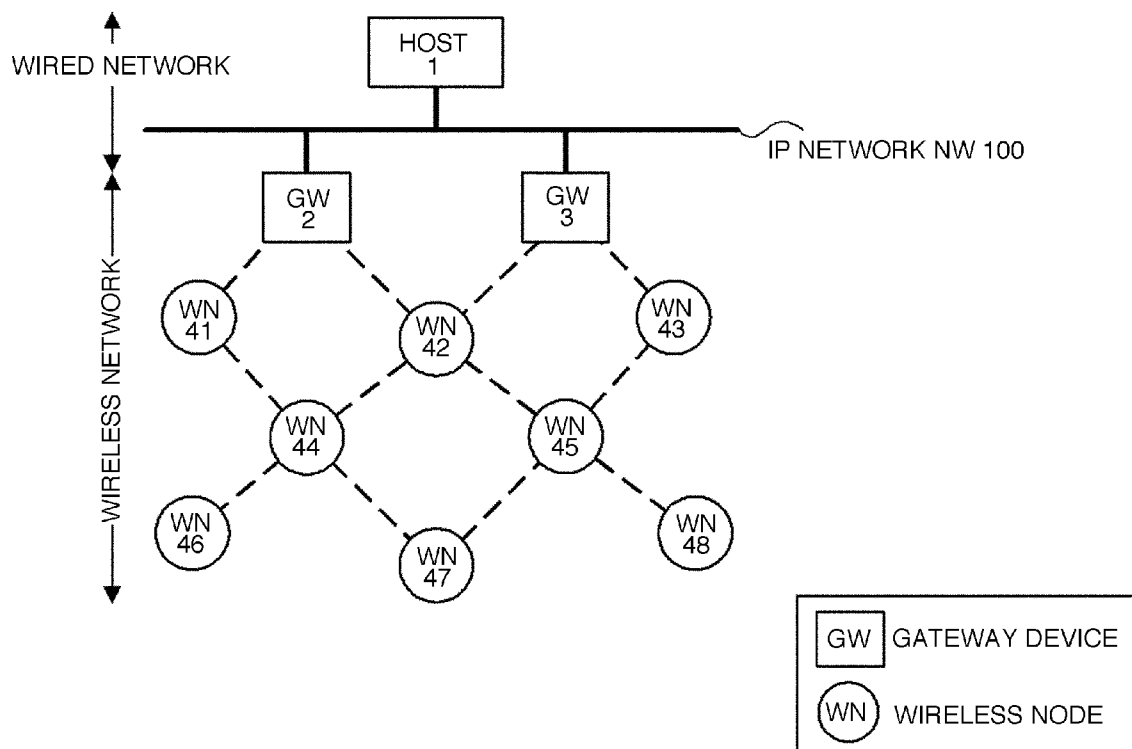 HOST
1
WIRED NETWORK
IP NETWORK NW 100
GW
2
GW
3
WIRELESS NETWORK
WN
41
WN
42
WN
43
WN
44
WN
45
WN
46
WN
47
WN
48
GW GATEWAY DEVICE
WN WIRELESS NODE